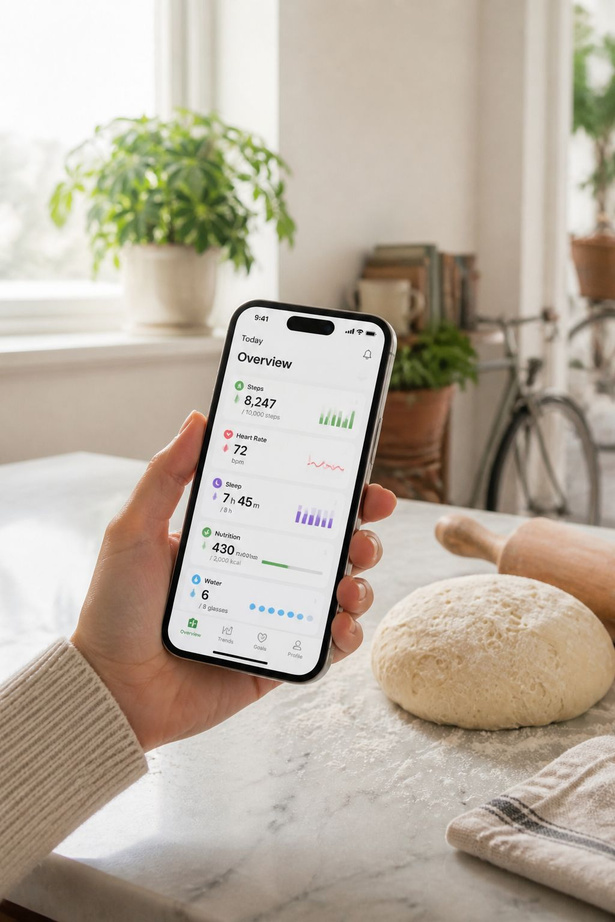 9:41
Today
Overview
Steps
8,247
/ 10,000 steps
Heart Rate
72
bpm
Sleep
7 h 45 m
/ 8 h
Nutrition
430
/ 2,000 kcal
Water
6
/ 8 glasses
Overview
Trends
Goals
Profile